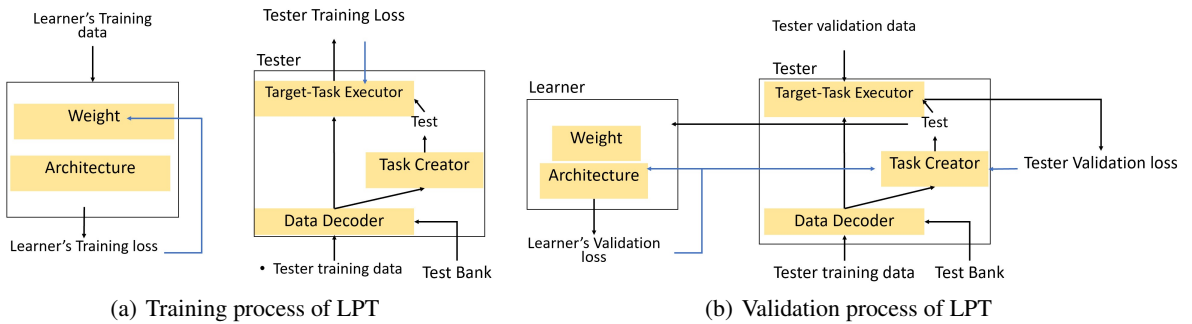 Learner's Training
data
Weight
Architecture
Learner's Training loss
Tester Training Loss
Tester
Target-Task Executor
Test
Task Creator
Data Decoder
• Tester training data
Test Bank
(a) Training process of LPT
Tester validation data
Tester
Learner
Target-Task Executor
Test
Weight
Architecture
Task Creator
Tester Validation loss
Data Decoder
Learner's Validation
loss
Tester training data
Test Bank
(b) Validation process of LPT